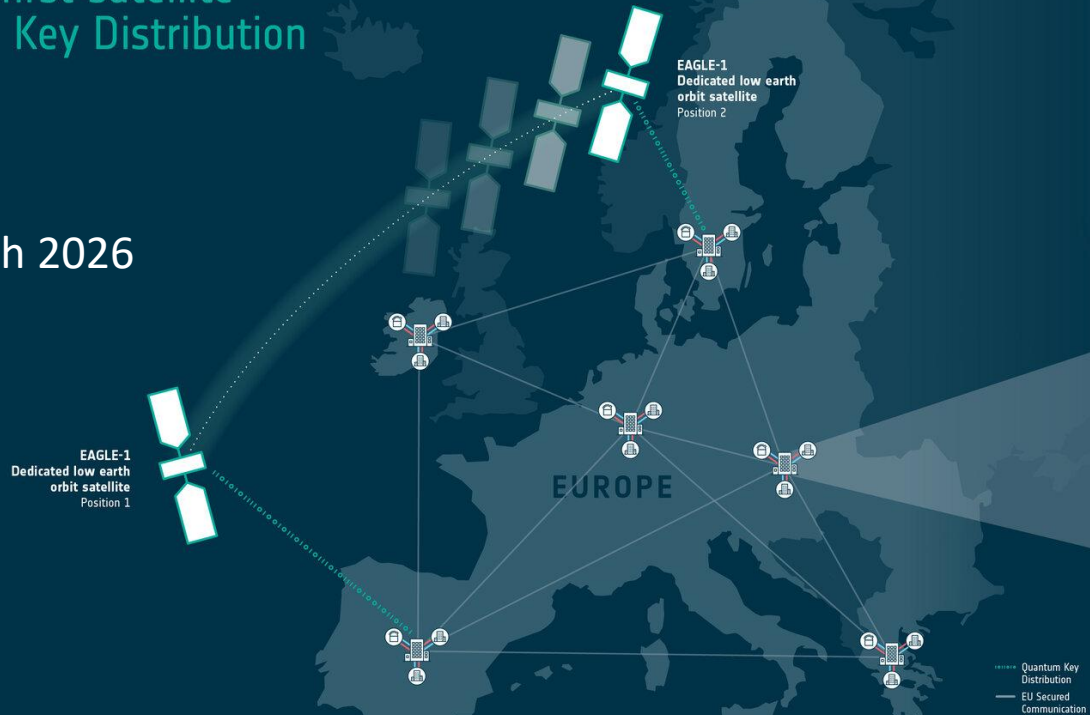 Key Distribution
EAGLE-1
Dedicated low earth
orbit satellite
Position 2
h 2026
EAGLE-1
Dedicated low earth
orbit satellite
Position 1
EUROPE
Quantum Key
Distribution
EU Secured
Communication